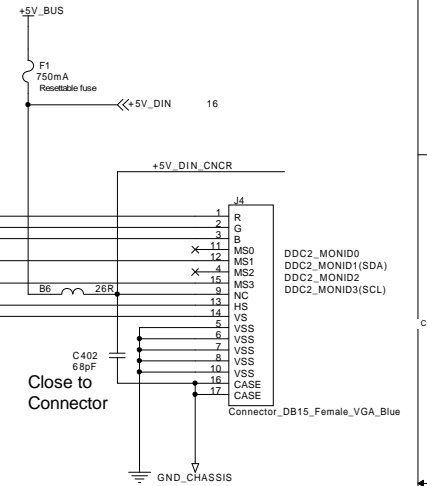 +5V_BUS
F1
750mA
Resettable fuse
+5V_DIN 16
+5V_DIN_CNCR
J4
1 R
2 G
3 B
11 MS0 DDC2_MONID0
12 MS1 DDC2_MONID1(SDA)
4 MS2 DDC2_MONID2
15 MS3 DDC2_MONID3(SCL)
B6 26R 9 NC
13 HS
14 VS
5 VSS
6 VSS
7 VSS
8 VSS
10 VSS
16 CASE
17 CASE
C
C402
68pF
Close to
Connector
Connector_DB15_Female_VGA_Blue
GND_CHASSIS